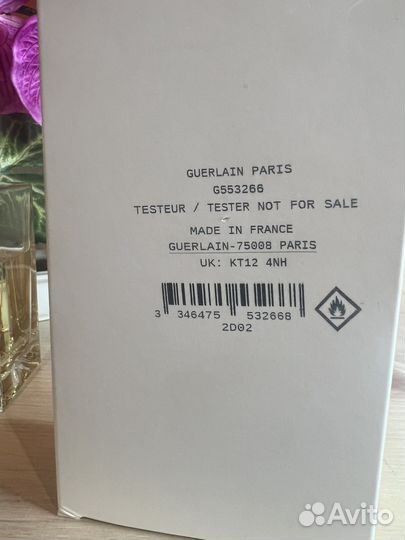 GUERLAIN PARIS
G553266
TESTEUR / TESTER NOT FOR SALE
MADE IN FRANCE
GUERLAIN-75008 PARIS
UK: KT12 4NH
3 346475 532668
2D02
Avito